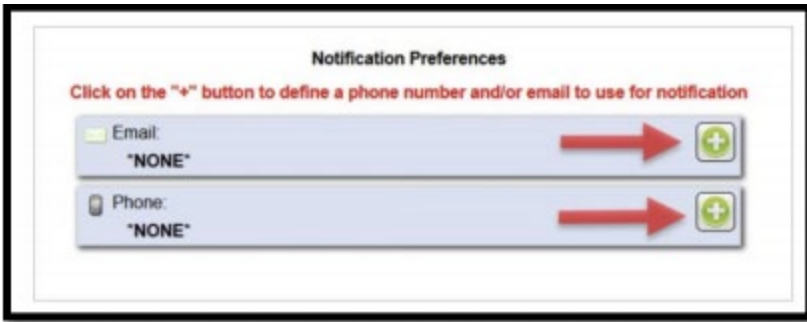 Notification Preferences
Click on the "+" button to define a phone number and/or email to use for notification
Email:
*NONE*
Phone:
*NONE*